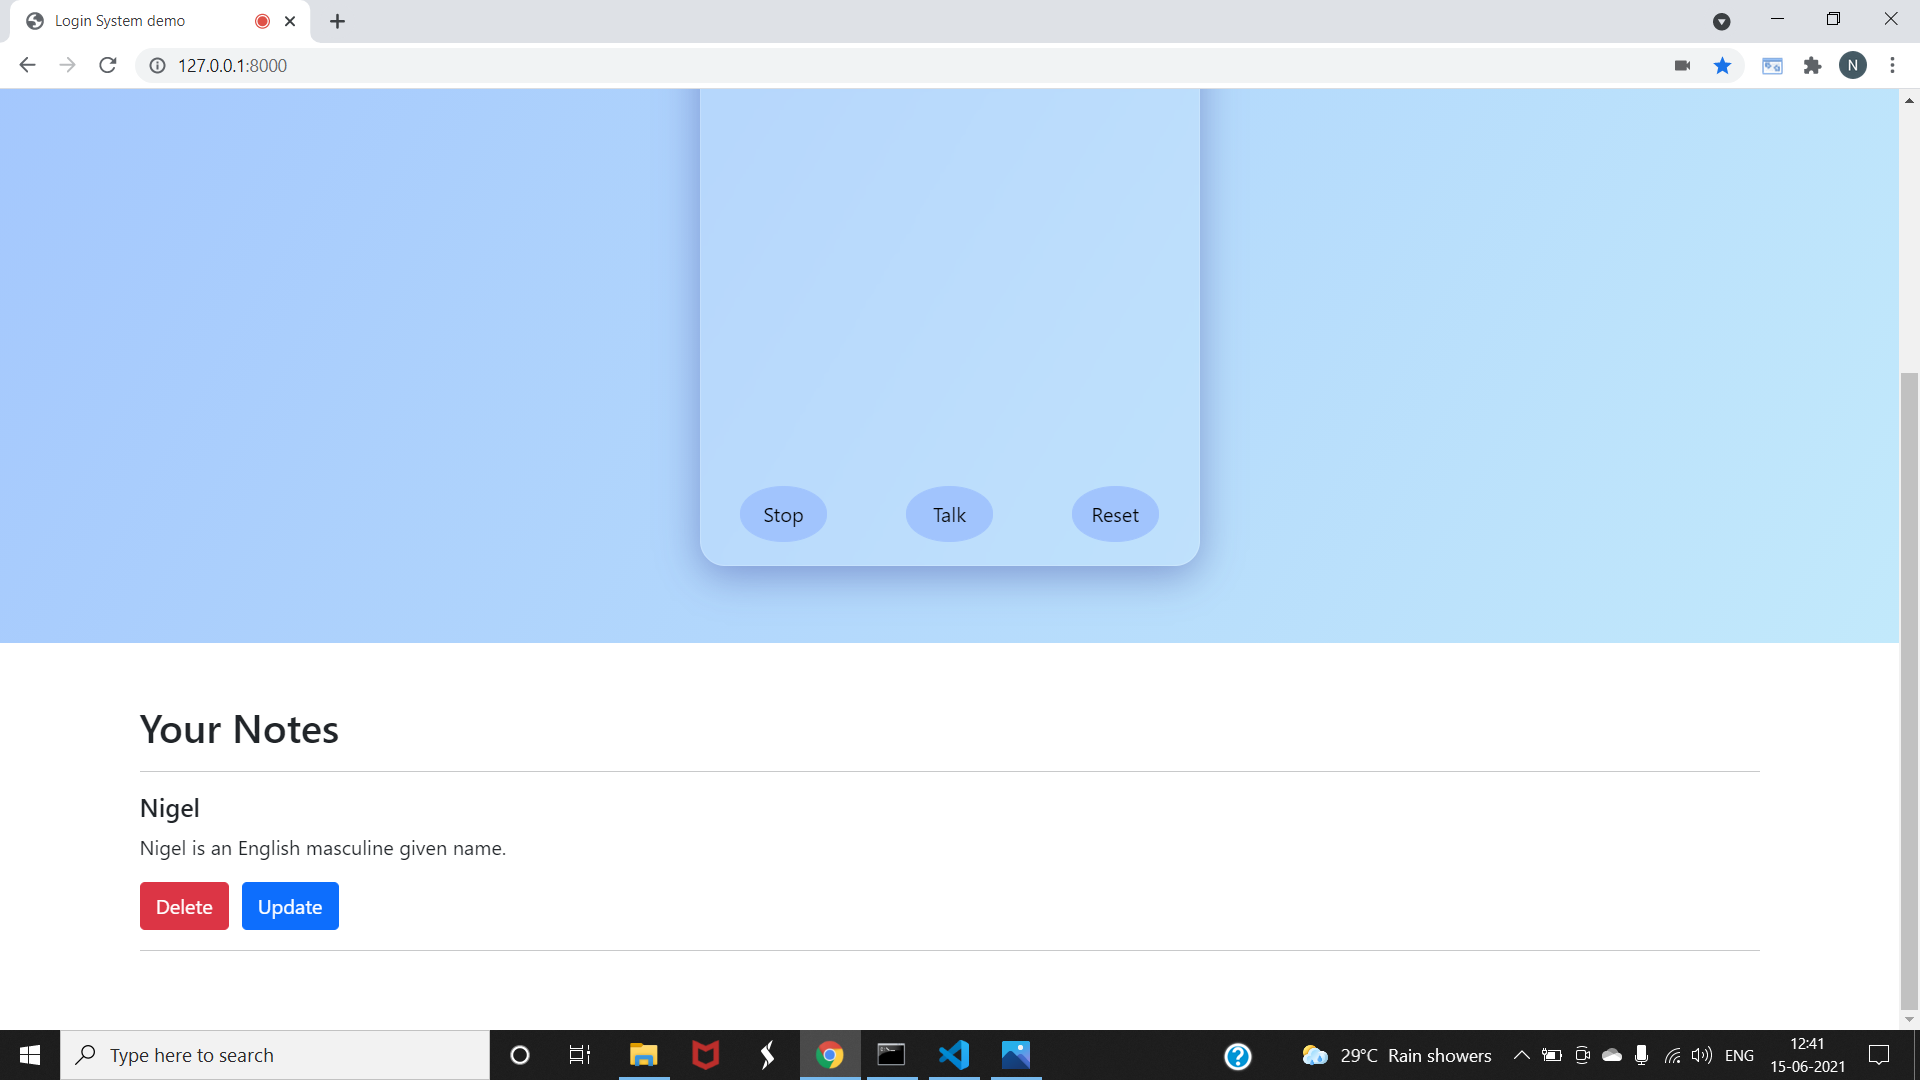 Login System demo
127.0.0.1:8000
N
Stop
Talk
Reset
Your Notes
Nigel
Nigel is an English masculine given name.
Delete
Update
Type here to search
29°C Rain showers
ENG
12:41
15-06-2021